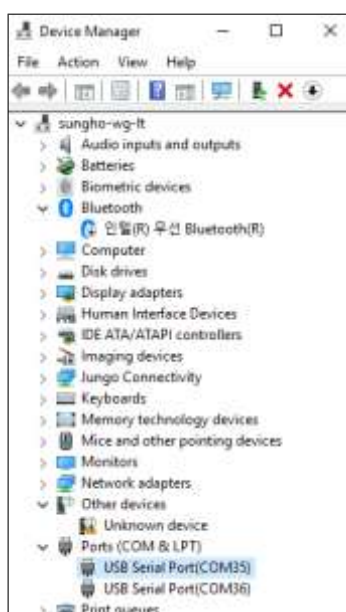 Device Manager
File Action View Help
sungho-wg-lt
Audio inputs and outputs
Batteries
Biometric devices
Bluetooth
인텔(R) 무선 Bluetooth(R)
Computer
Disk drives
Display adapters
Human Interface Devices
IDE ATA/ATAPI controllers
Imaging devices
Jungo Connectivity
Keyboards
Memory technology devices
Mice and other pointing devices
Monitors
Network adapters
Other devices
Unknown device
Ports (COM & LPT)
USB Serial Port(COM35)
USB Serial Port(COM36)
Print queues